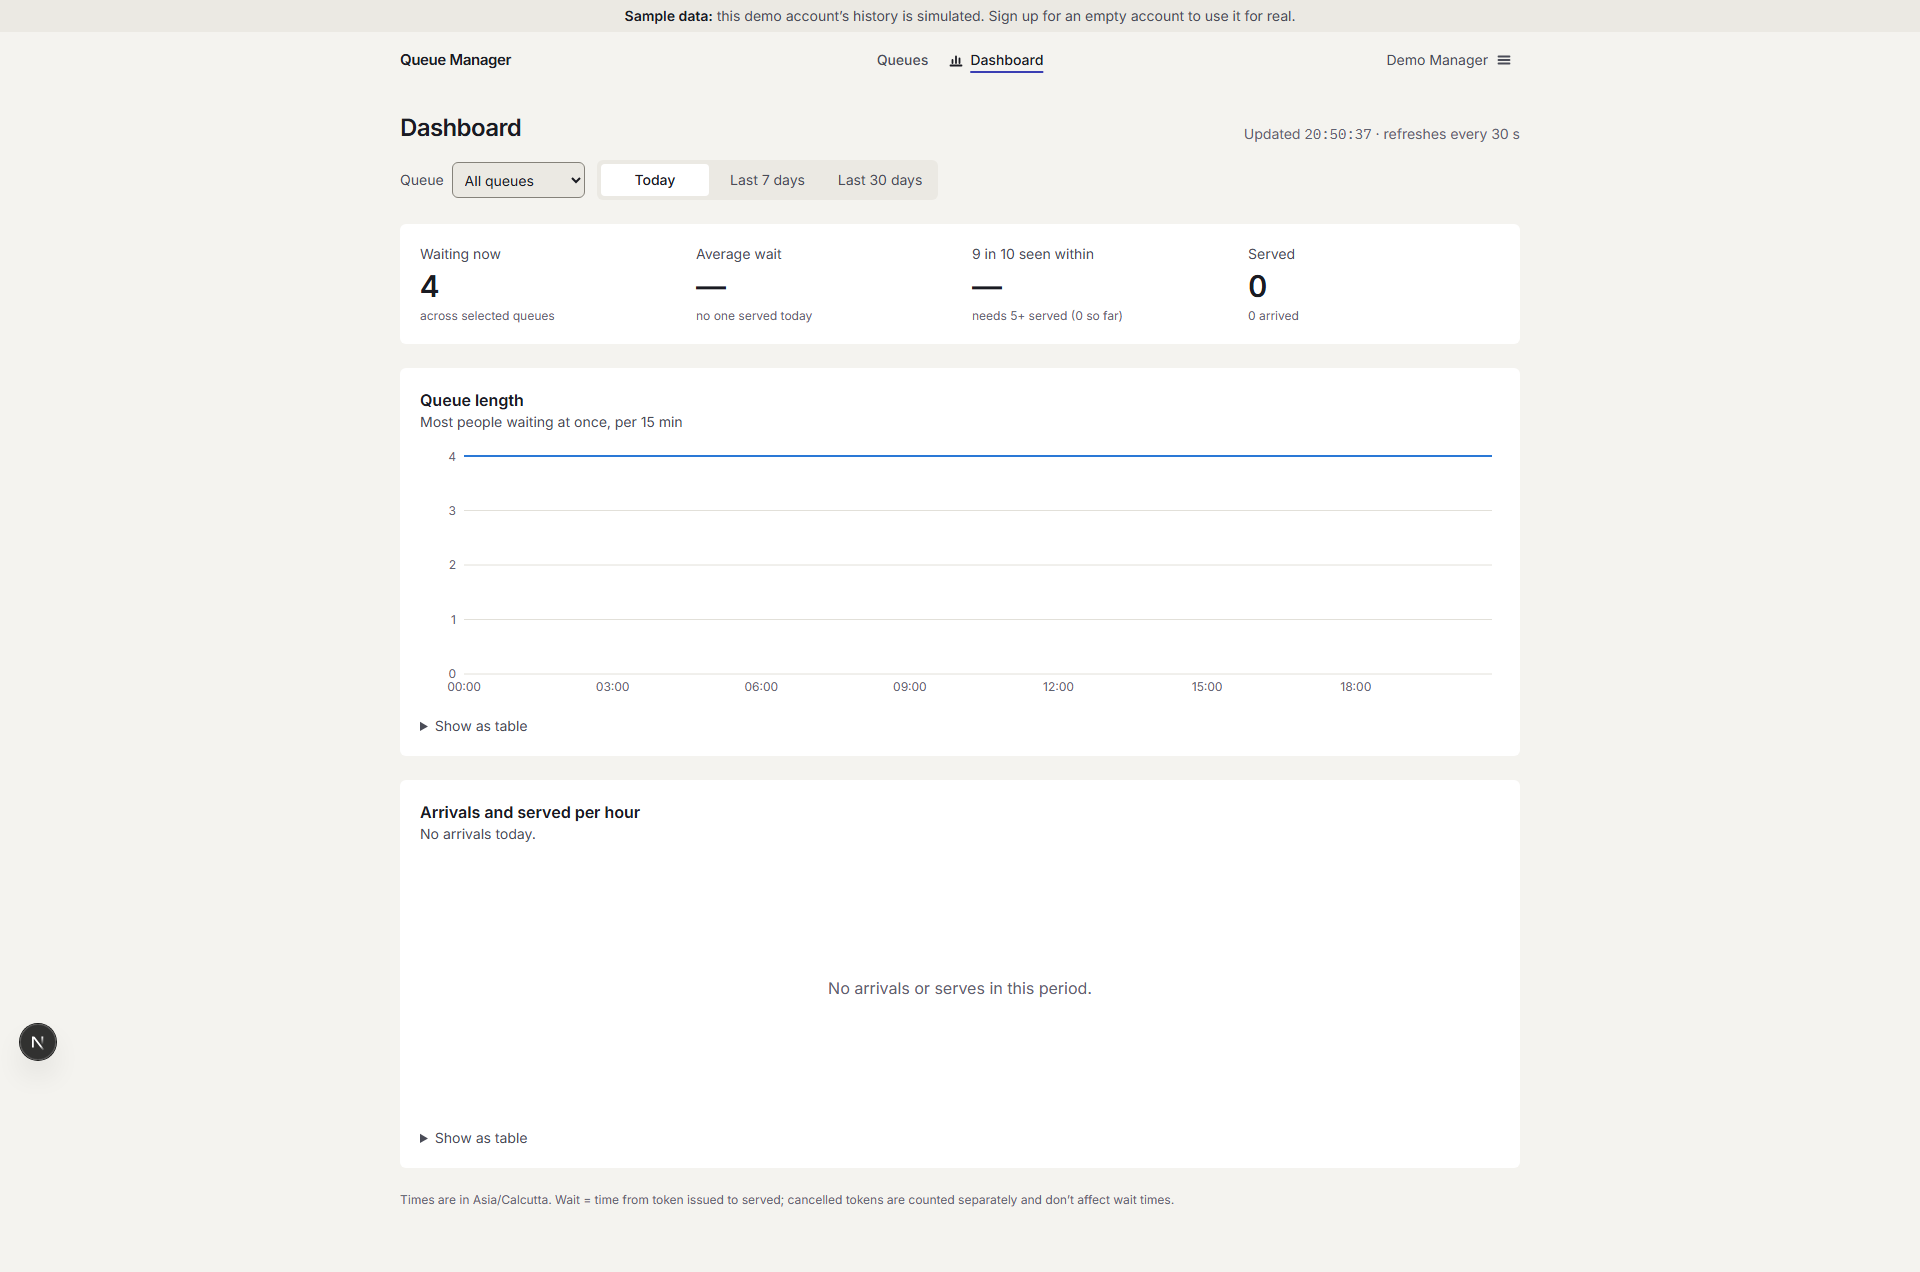 Sample data: this demo account’s history is simulated. Sign up for an empty account to use it for real.
Queue Manager
Queues
Dashboard
Demo Manager
Dashboard
Updated 20:50:37 · refreshes every 30 s
Queue
All queues
Today
Last 7 days
Last 30 days
Waiting now
4
across selected queues
Average wait
—
no one served today
9 in 10 seen within
—
needs 5+ served (0 so far)
Served
0
0 arrived
Queue length
Most people waiting at once, per 15 min
4
3
2
1
0
00:00 03:00 06:00 09:00 12:00 15:00 18:00
Show as table
Arrivals and served per hour
No arrivals today.
No arrivals or serves in this period.
N
Show as table
Times are in Asia/Calcutta. Wait = time from token issued to served; cancelled tokens are counted separately and don’t affect wait times.